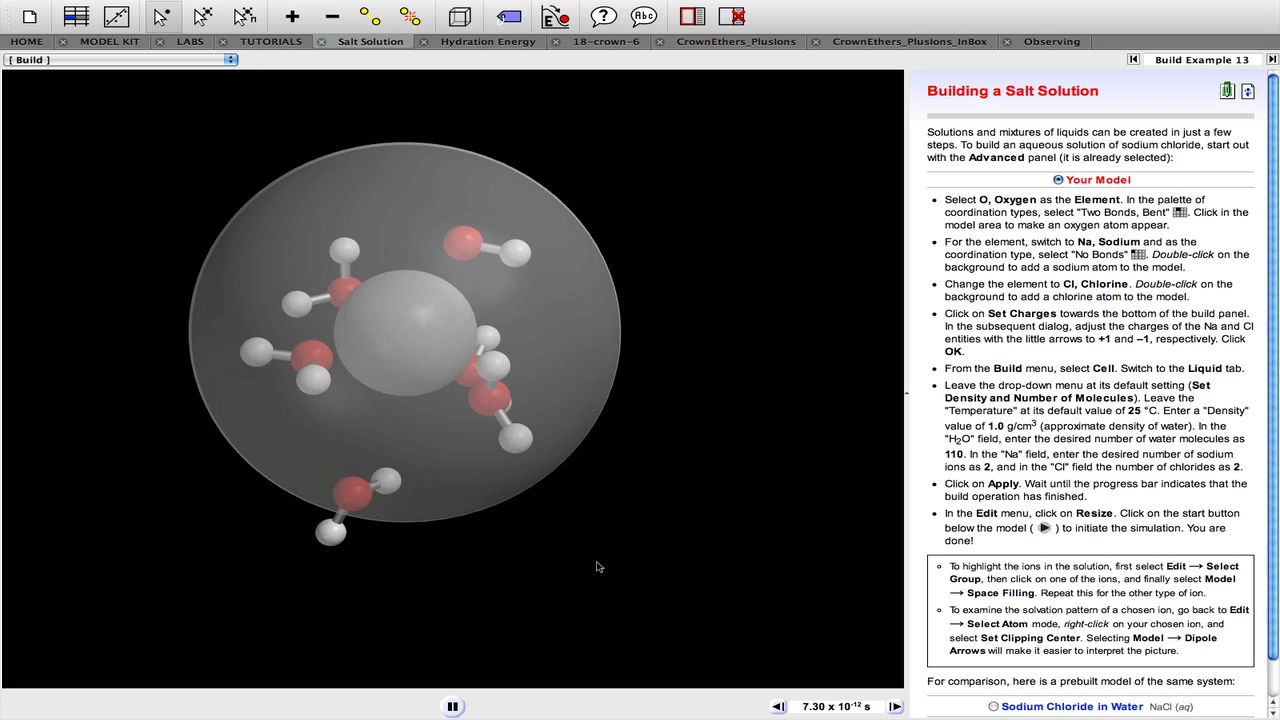 n
?
Abc
E
HOME MODEL KIT LABS TUTORIALS Salt Solution Hydration Energy 18-crown-6 CrownEthers_PlusIons CrownEthers_PlusIons_InBox Observing
[ Build ]
Build Example 13
Building a Salt Solution
Solutions and mixtures of liquids can be created in just a few
steps. To build an aqueous solution of sodium chloride, start out
with the Advanced panel (it is already selected):
Your Model
• Select O, Oxygen as the Element. In the palette of
coordination types, select "Two Bonds, Bent" . Click in the
model area to make an oxygen atom appear.
• For the element, switch to Na, Sodium and as the
coordination type, select "No Bonds" . Double-click on the
background to add a sodium atom to the model.
• Change the element to Cl, Chlorine. Double-click on the
background to add a chlorine atom to the model.
• Click on Set Charges towards the bottom of the build panel.
In the subsequent dialog, adjust the charges of the Na and Cl
entities with the little arrows to +1 and –1, respectively. Click
OK.
• From the Build menu, select Cell. Switch to the Liquid tab.
• Leave the drop-down menu at its default setting (Set
Density and Number of Molecules). Leave the
"Temperature" at its default value of 25 °C. Enter a "Density"
value of 1.0 g/cm³ (approximate density of water). In the
"H₂O" field, enter the desired number of water molecules as
110. In the "Na" field, enter the desired number of sodium
ions as 2, and in the "Cl" field the number of chlorides as 2.
• Click on Apply. Wait until the progress bar indicates that the
build operation has finished.
• In the Edit menu, click on Resize. Click on the start button
below the model ( ▶ ) to initiate the simulation. You are
done!
To highlight the ions in the solution, first select Edit → Select
Group, then click on one of the ions, and finally select Model
→ Space Filling. Repeat this for the other type of ion.
To examine the solvation pattern of a chosen ion, go back to Edit
→ Select Atom mode, right-click on your chosen ion, and
select Set Clipping Center. Selecting Model → Dipole
Arrows will make it easier to interpret the picture.
For comparison, here is a prebuilt model of the same system:
Sodium Chloride in Water NaCl (aq)
7.30 x 10⁻¹² s